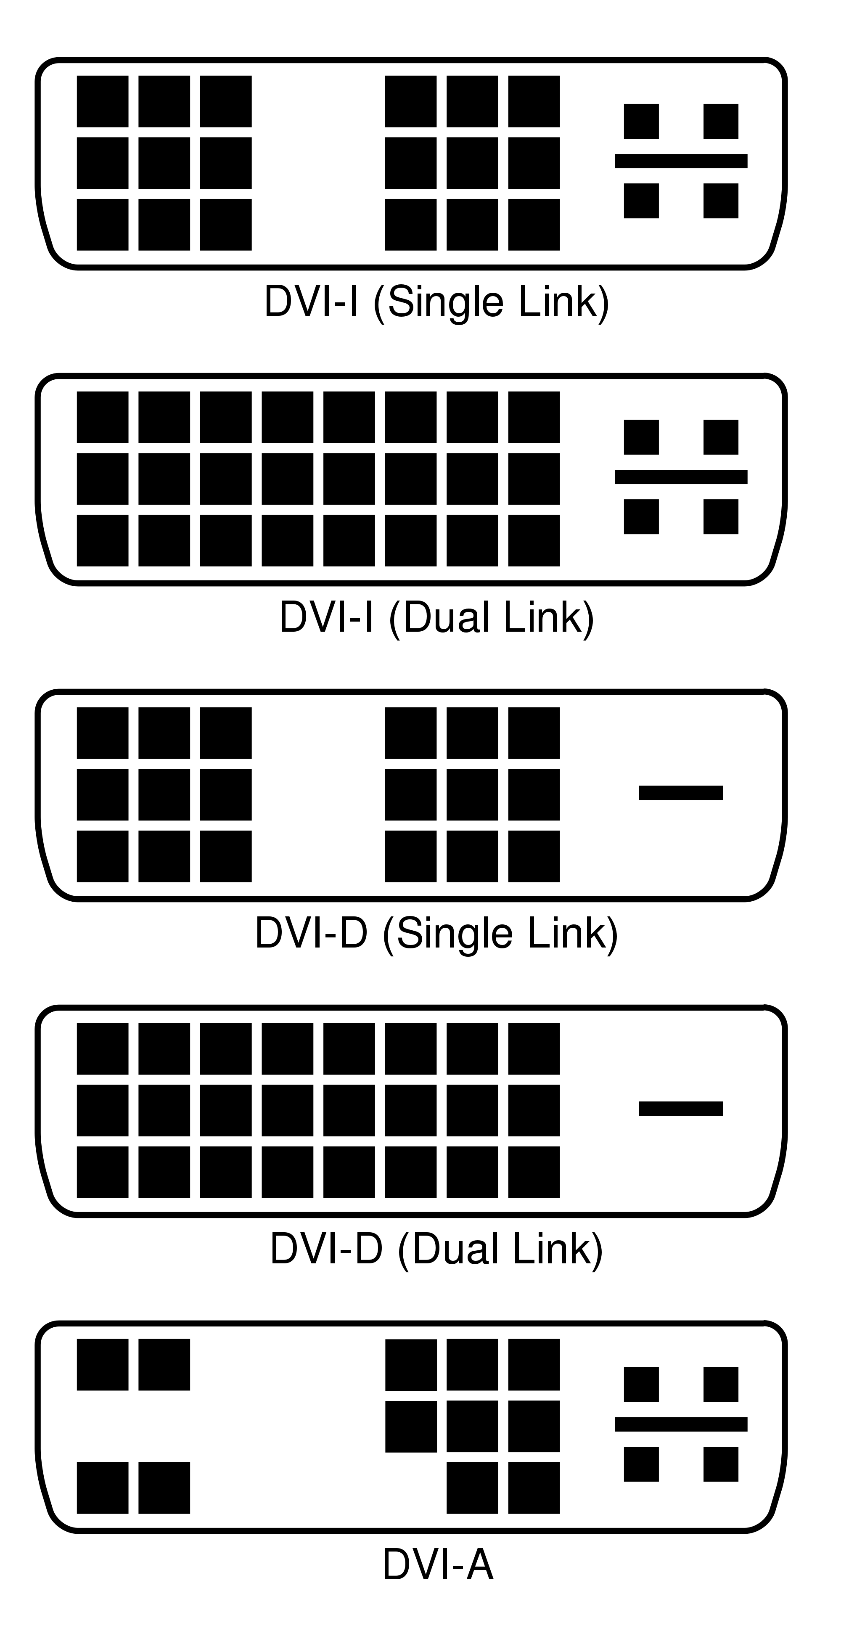 DVI-I (Single Link)
DVI-I (Dual Link)
DVI-D (Single Link)
DVI-D (Dual Link)
DVI-A